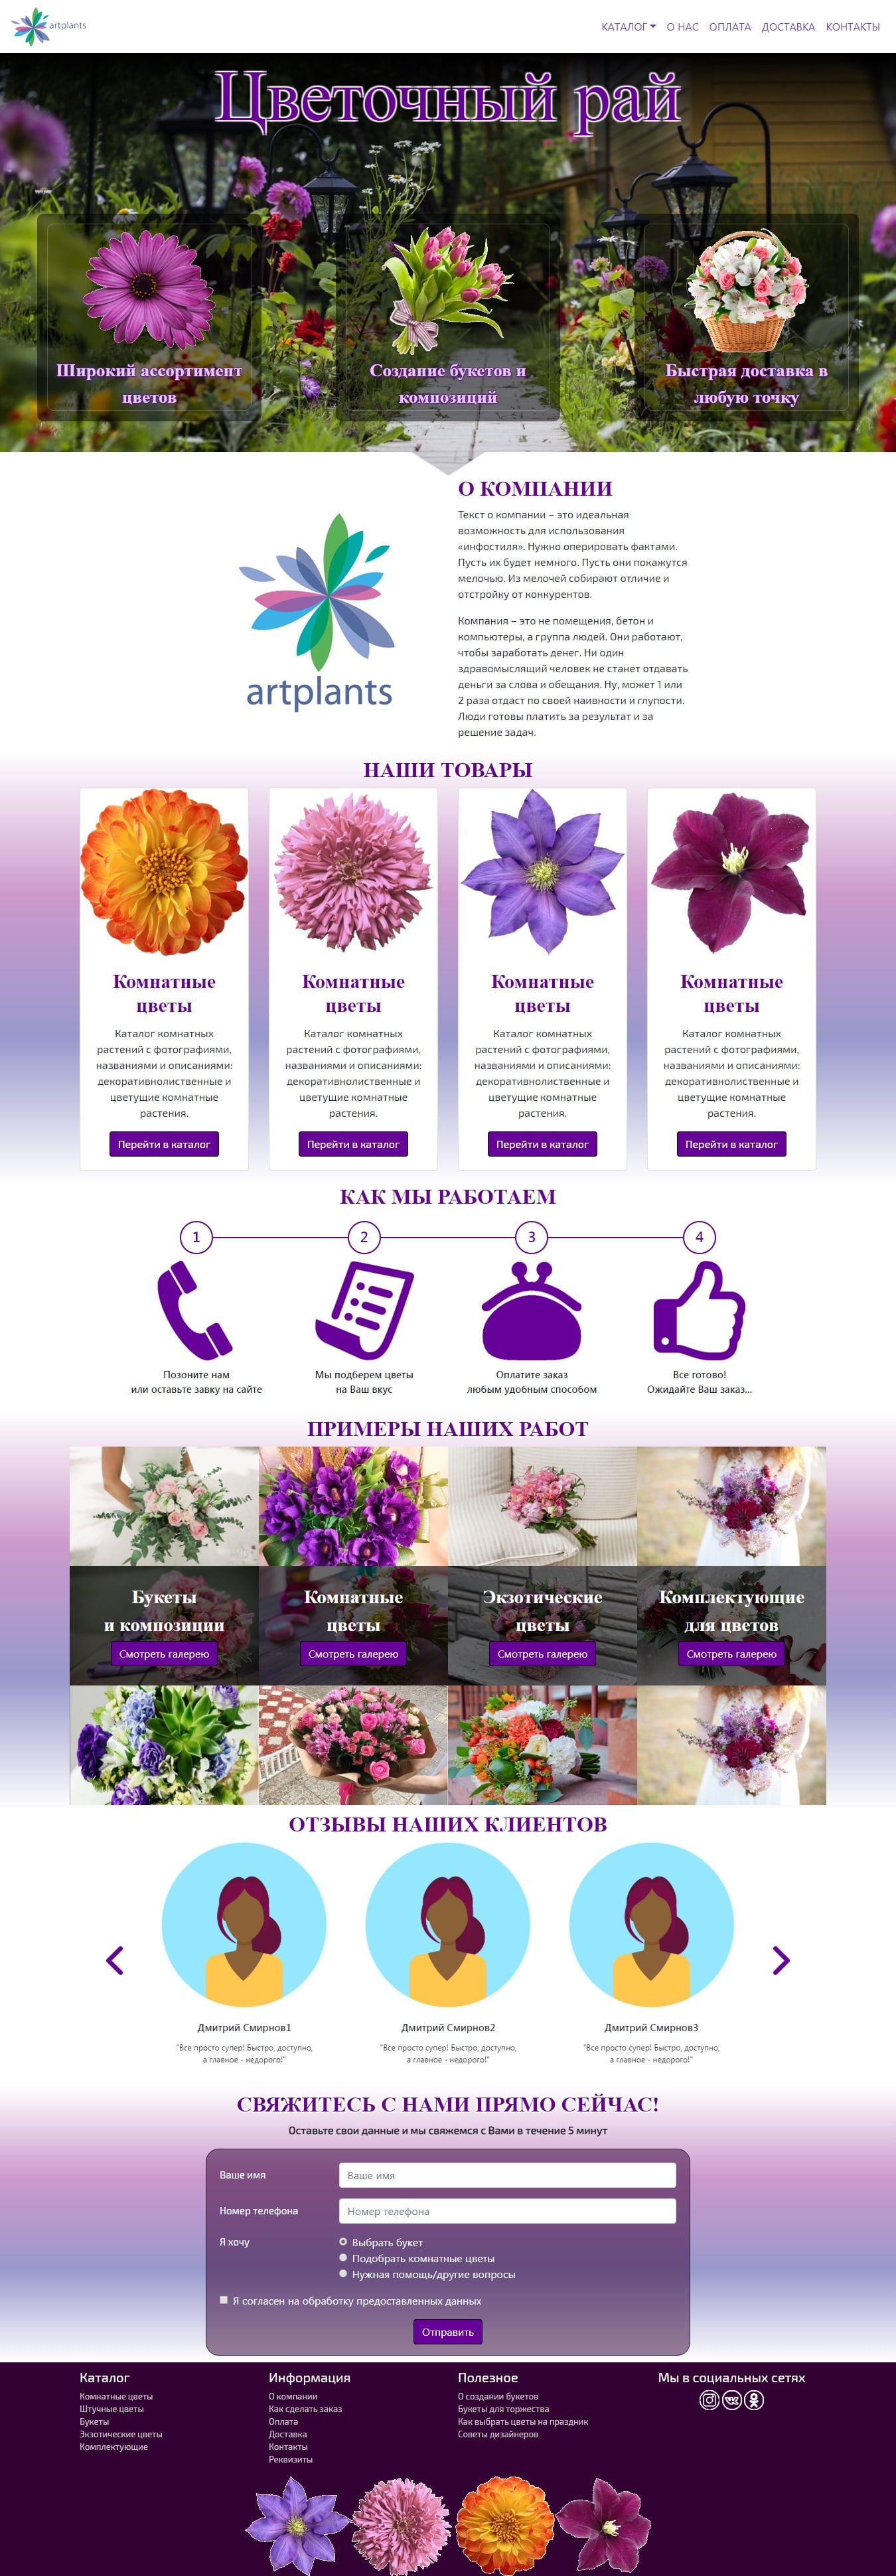 artplants
КАТАЛОГ О НАС ОПЛАТА ДОСТАВКА КОНТАКТЫ
Цветочный рай
Широкий ассортимент
цветов
Создание букетов и
композиций
Быстрая доставка в
любую точку
artplants
О КОМПАНИИ
Текст о компании – это идеальная
возможность для использования
«инфостиля». Нужно оперировать фактами.
Пусть их будет немного. Пусть они покажутся
мелочью. Из мелочей собирают отличие и
отстройку от конкурентов.
Компания – это не помещения, бетон и
компьютеры, а группа людей. Они работают,
чтобы заработать денег. Ни один
здравомыслящий человек не станет отдавать
деньги за слова и обещания. Ну, может 1 или
2 раза отдаст по своей наивности и глупости.
Люди готовы платить за результат и за
решение задач.
НАШИ ТОВАРЫ
Комнатные
цветы
Каталог комнатных
растений с фотографиями,
названиями и описаниями:
декоративнолиственные и
цветущие комнатные
растения.
Перейти в каталог
Комнатные
цветы
Каталог комнатных
растений с фотографиями,
названиями и описаниями:
декоративнолиственные и
цветущие комнатные
растения.
Перейти в каталог
Комнатные
цветы
Каталог комнатных
растений с фотографиями,
названиями и описаниями:
декоративнолиственные и
цветущие комнатные
растения.
Перейти в каталог
Комнатные
цветы
Каталог комнатных
растений с фотографиями,
названиями и описаниями:
декоративнолиственные и
цветущие комнатные
растения.
Перейти в каталог
КАК МЫ РАБОТАЕМ
1 2 3 4
Позоните нам
или оставьте завку на сайте
Мы подберем цветы
на Ваш вкус
Оплатите заказ
любым удобным способом
Все готово!
Ожидайте Ваш заказ...
ПРИМЕРЫ НАШИХ РАБОТ
Букеты
и композиции
Смотреть галерею
Комнатные
цветы
Смотреть галерею
Экзотические
цветы
Смотреть галерею
Комплектующие
для цветов
Смотреть галерею
ОТЗЫВЫ НАШИХ КЛИЕНТОВ
Дмитрий Смирнов1
"Все просто супер! Быстро, доступно,
а главное - недорого!"
Дмитрий Смирнов2
"Все просто супер! Быстро, доступно,
а главное - недорого!"
Дмитрий Смирнов3
"Все просто супер! Быстро, доступно,
а главное - недорого!"
СВЯЖИТЕСЬ С НАМИ ПРЯМО СЕЙЧАС!
Оставьте свои данные и мы свяжемся с Вами в течение 5 минут
Ваше имя Ваше имя
Номер телефона Номер телефона
Я хочу Выбрать букет
Подобрать комнатные цветы
Нужная помощь/другие вопросы
Я согласен на обработку предоставленных данных
Отправить
Каталог
Комнатные цветы
Штучные цветы
Букеты
Экзотические цветы
Комплектующие
Информация
О компании
Как сделать заказ
Оплата
Доставка
Контакты
Реквизиты
Полезное
О создании букетов
Букеты для торжества
Как выбрать цветы на праздник
Советы дизайнеров
Мы в социальных сетях